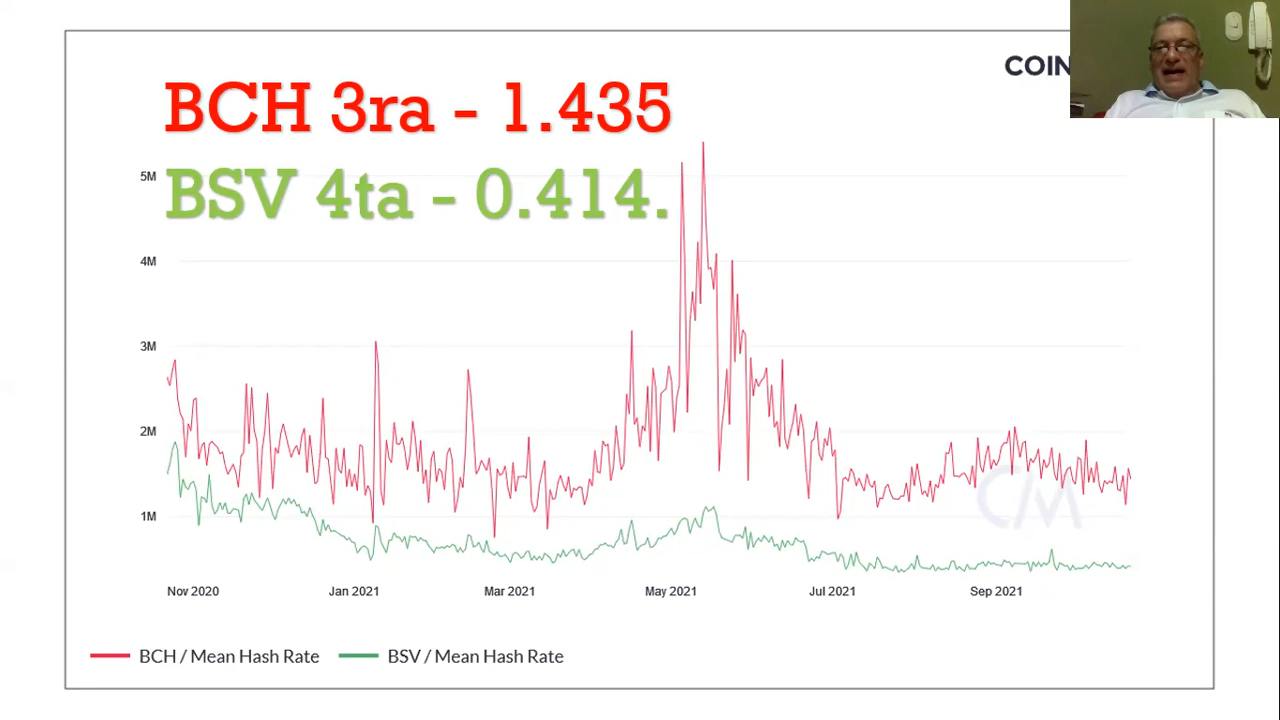 COIN
BCH 3ra - 1.435
BSV 4ta - 0.414.
5M
4M
3M
2M
1M
CM
Nov 2020 Jan 2021 Mar 2021 May 2021 Jul 2021 Sep 2021
BCH / Mean Hash Rate BSV / Mean Hash Rate